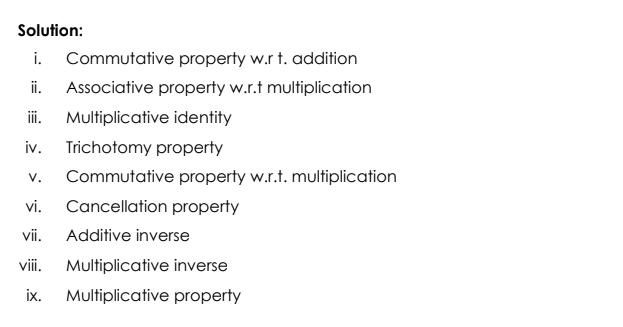 Solution:
i. Commutative property w.r t. addition
ii. Associative property w.r.t multiplication
iii. Multiplicative identity
iv. Trichotomy property
v. Commutative property w.r.t. multiplication
vi. Cancellation property
vii. Additive inverse
viii. Multiplicative inverse
ix. Multiplicative property